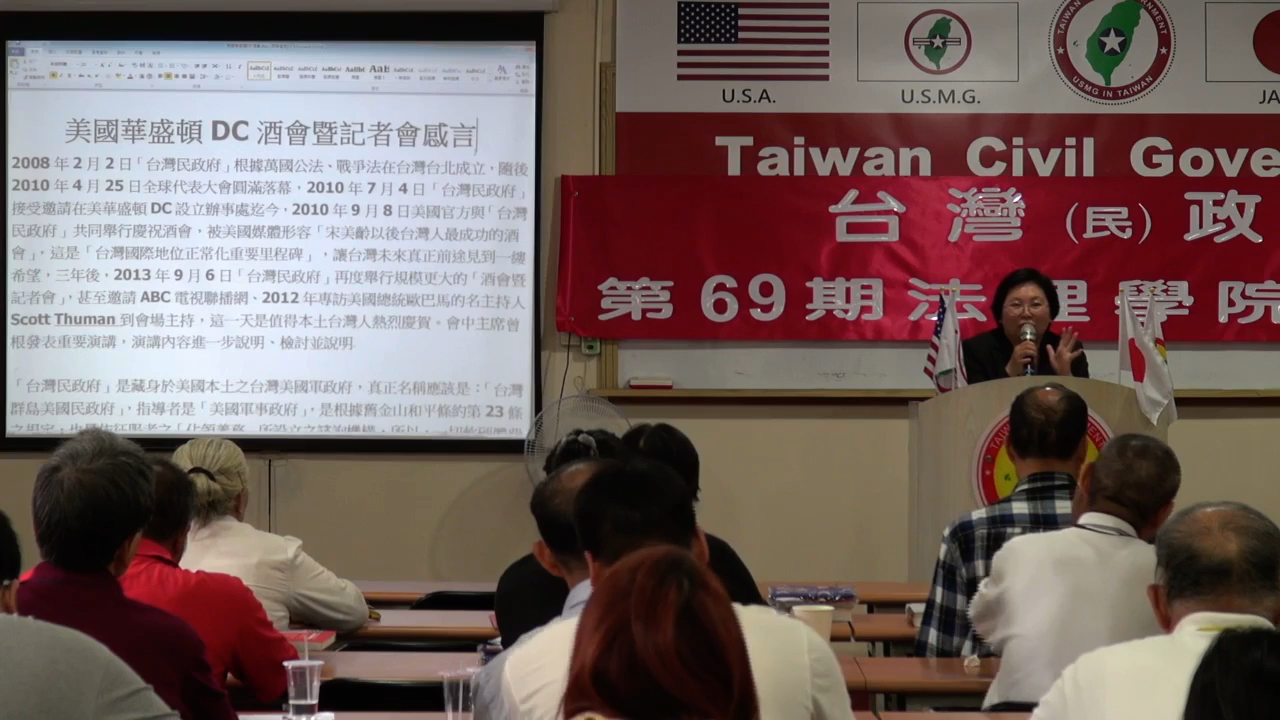 美國華盛頓 DC 酒會暨記者會感言
2008 年 2 月 2 日「台灣民政府」根據萬國公法、戰爭法在台灣台北成立，隨後
2010 年 4 月 25 日全球代表大會圓滿落幕，2010 年 7 月 4 日「台灣民政府」
接受邀請在美華盛頓 DC 設立辦事處迄今，2010 年 9 月 8 日美國官方與「台灣
民政府」共同舉行慶祝酒會，被美國媒體形容「宋美齡以後台灣人最成功的酒
會」，這是「台灣國際地位正常化重要里程碑」，讓台灣未來真正前途見到一縷
希望，三年後，2013 年 9 月 6 日「台灣民政府」再度舉行規模更大的「酒會暨
記者會」，甚至邀請 ABC 電視聯播網、2012 年專訪美國總統歐巴馬的名主持人
Scott Thuman 到會場主持，這一天是值得本土台灣人熱烈慶賀。會中主席曾
根發表重要演講，演講內容進一步說明、檢討並說明
「台灣民政府」是藏身於美國本土之台灣美國軍政府，真正名稱應該是：「台灣
群島美國民政府」，指導者是「美國軍事政府」，是根據舊金山和平條約的第 23 條
U.S.A.
U.S.M.G.
USMG IN TAIWAN
JA
Taiwan Civil Gove
台灣(民)政
第69期法理學院